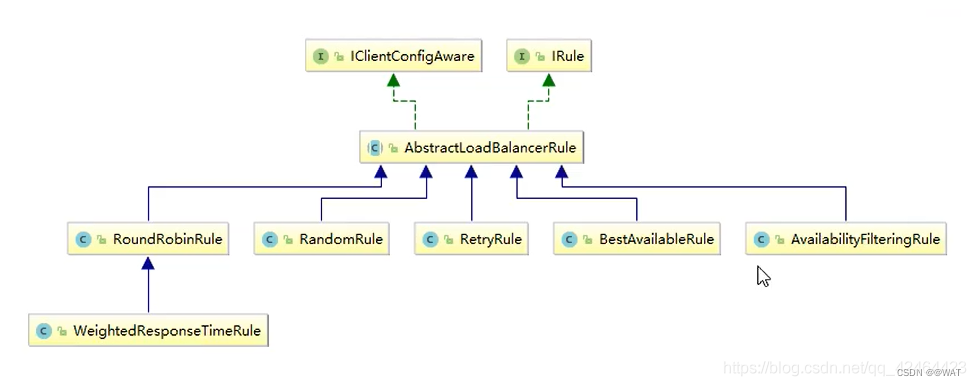 IClientConfigAware
IRule
AbstractLoadBalancerRule
RoundRobinRule
RandomRule
RetryRule
BestAvailableRule
AvailabilityFilteringRule
WeightedResponseTimeRule
CSDN @@WAT